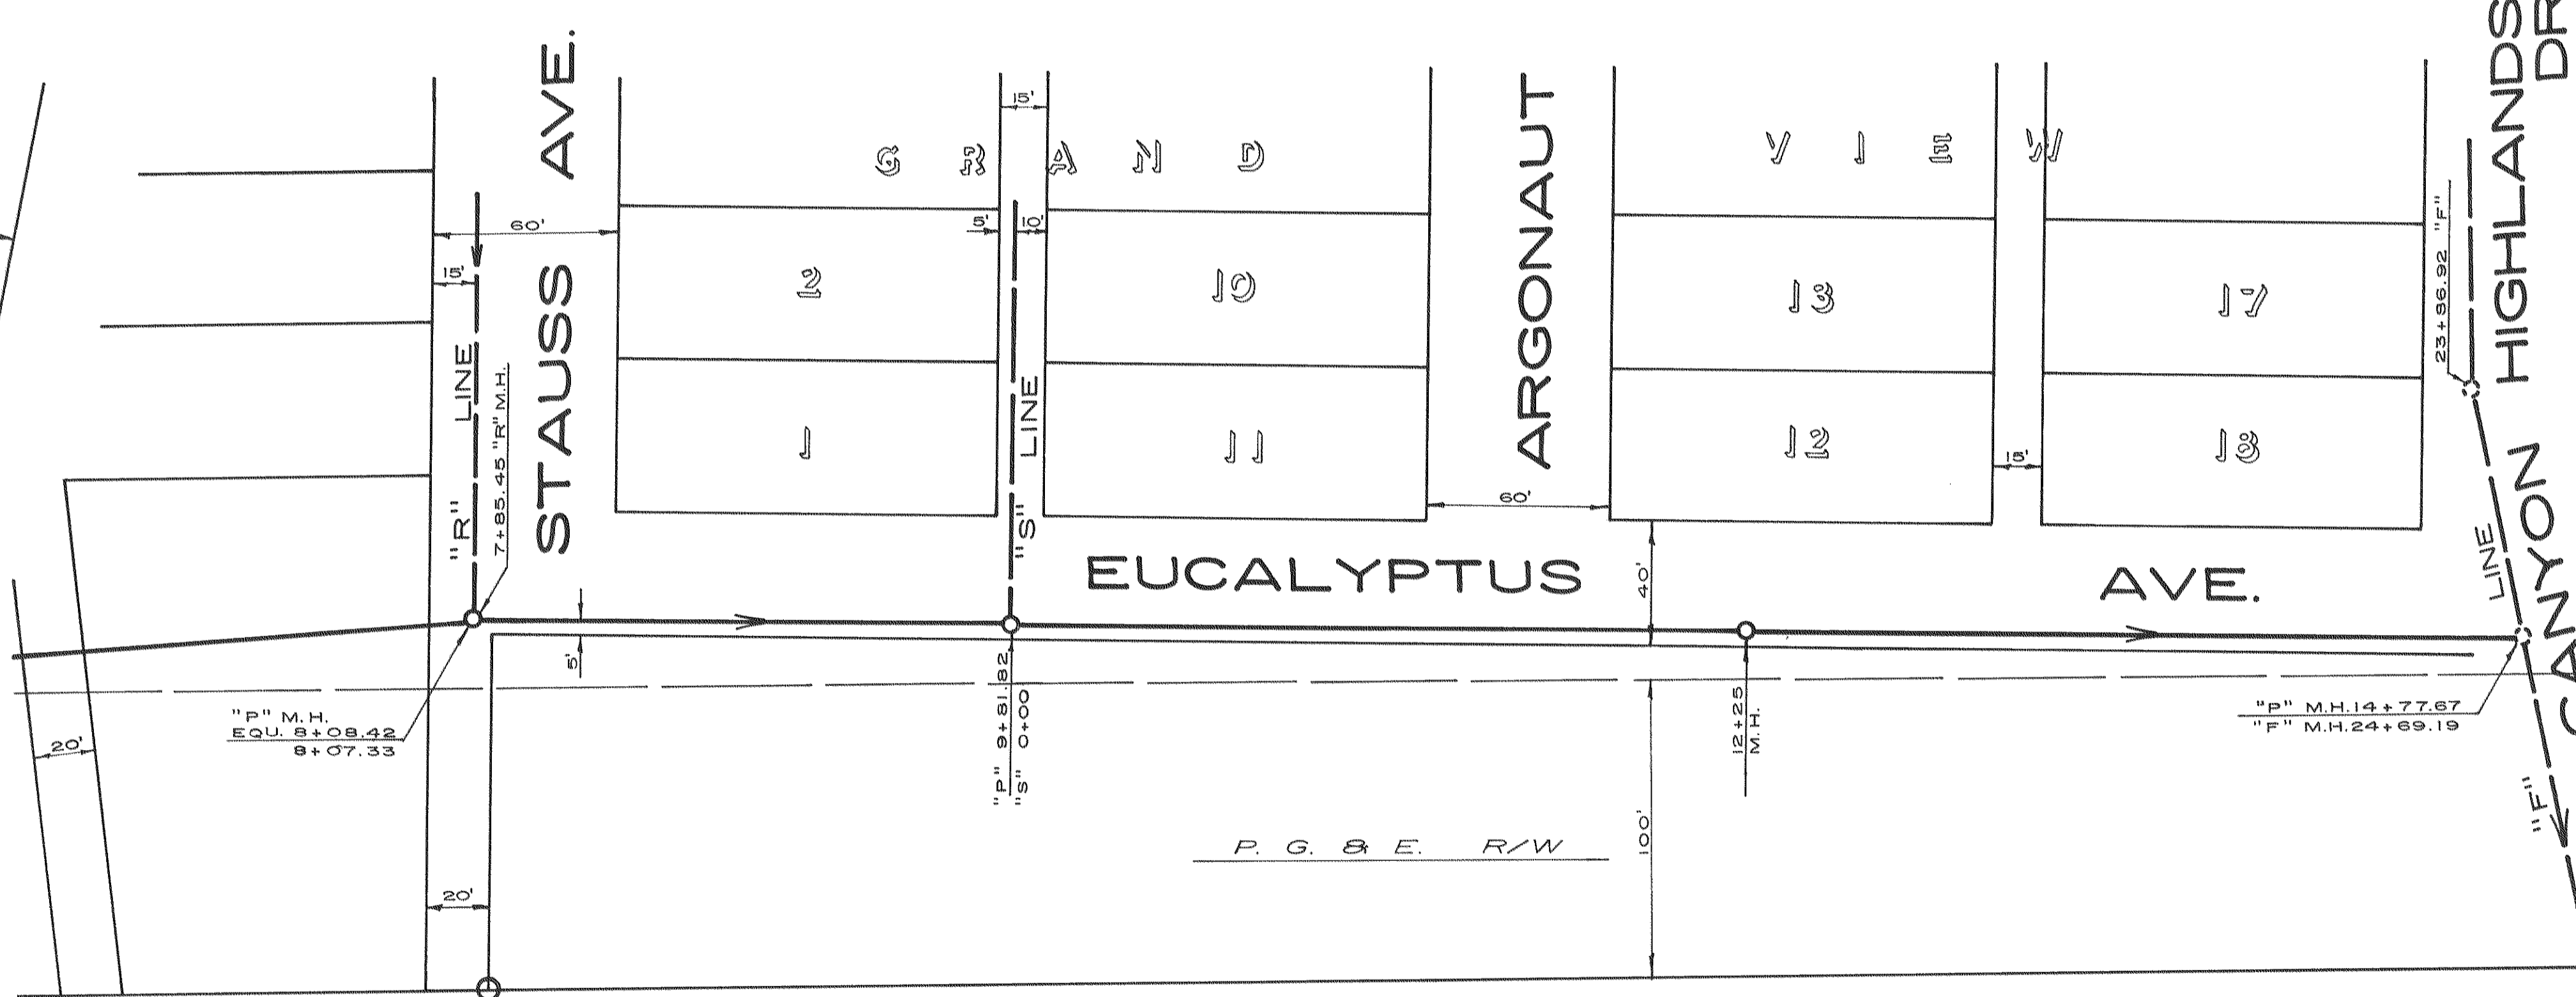 STAUSS AVE.
GRAND VIEW
ARGONAUT
HIGHLANDS DR
CANYON
EUCALYPTUS AVE.
15'
60'
15'
5'
10'
2
10
13
17
1
11
12
18
"R" LINE
7+85.45 "R" M.H.
"S" LINE
60'
15'
40'
23+86.92 "F"
"F" LINE
5'
"P" M.H.
EQU. 8+08.42
8+07.33
"P" 9+81.82
"S" 0+00
12+25
M.H.
"P" M.H. 14+77.67
"F" M.H. 24+69.19
20'
20'
100'
P. G. & E. R/W
15'